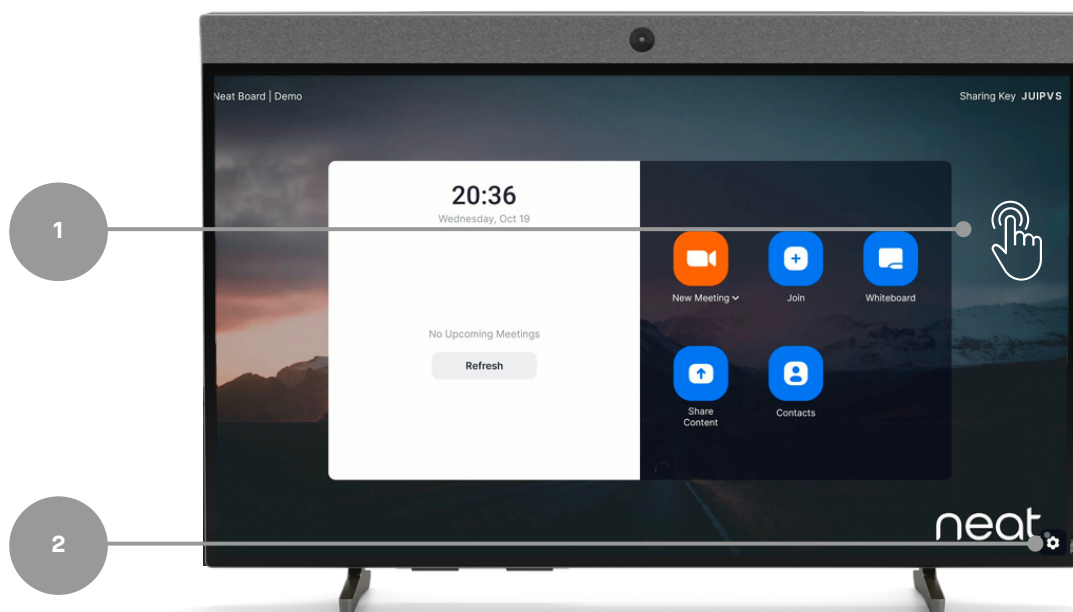 Neat Board | Demo
Sharing Key JUIPVS
20:36
Wednesday, Oct 19
1
New Meeting
Join
Whiteboard
No Upcoming Meetings
Refresh
Share
Content
Contacts
neat
2